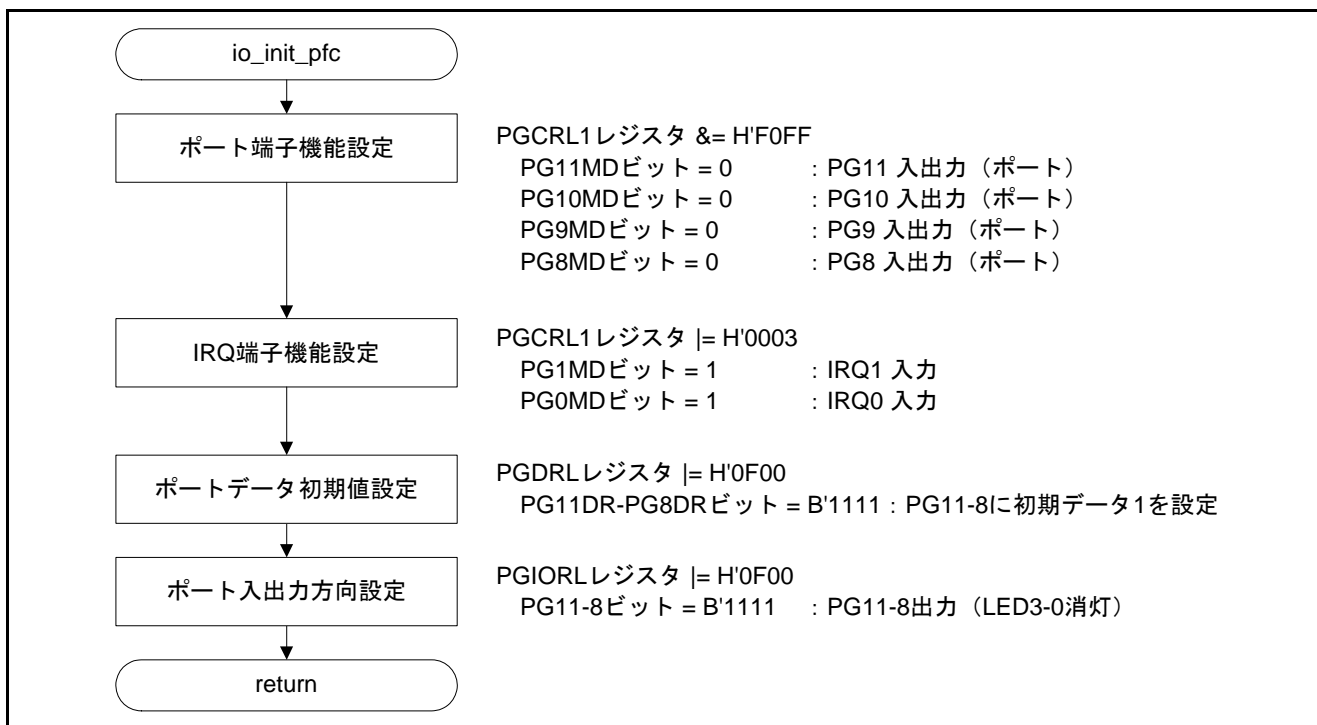 io_init_pfc
ポート端子機能設定
PGCRL1レジスタ &= H'F0FF
PG11MDビット = 0 : PG11 入出力（ポート）
PG10MDビット = 0 : PG10 入出力（ポート）
PG9MDビット = 0 : PG9 入出力（ポート）
PG8MDビット = 0 : PG8 入出力（ポート）
IRQ端子機能設定
PGCRL1レジスタ |= H'0003
PG1MDビット = 1 : IRQ1 入力
PG0MDビット = 1 : IRQ0 入力
ポートデータ初期値設定
PGDRLレジスタ |= H'0F00
PG11DR-PG8DRビット = B'1111 : PG11-8に初期データ1を設定
ポート入出力方向設定
PGIORLレジスタ |= H'0F00
PG11-8ビット = B'1111 : PG11-8出力（LED3-0消灯）
return